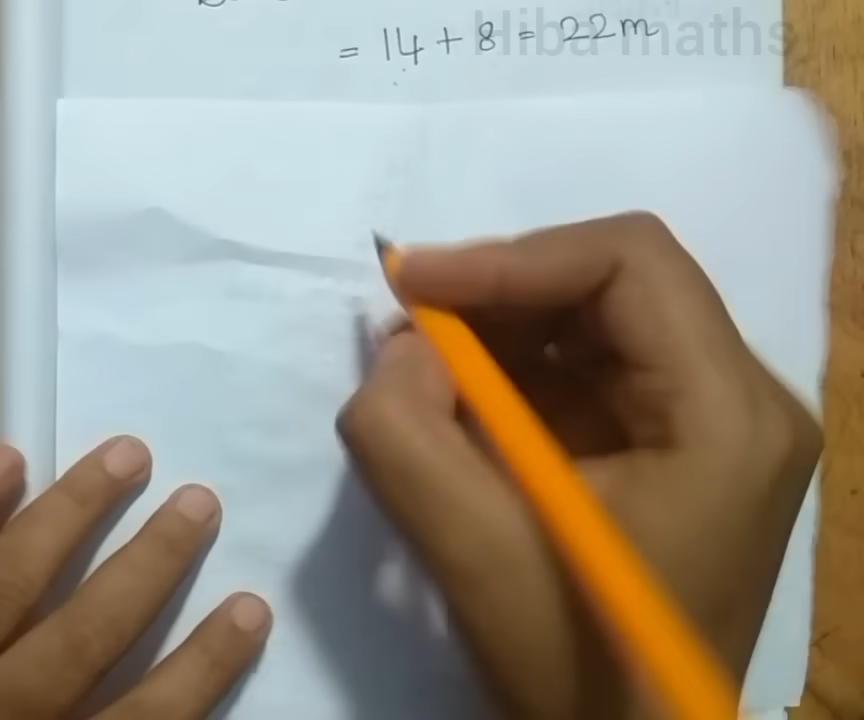 = 14 + 8 = 22m
Hiba maths